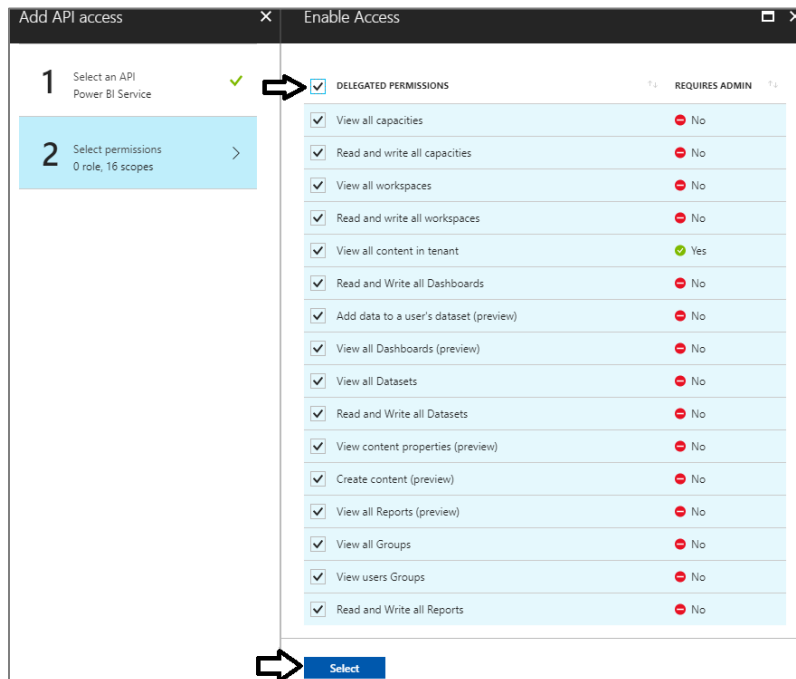 Add API access
Enable Access
1
Select an API
Power BI Service
2
Select permissions
0 role, 16 scopes
DELEGATED PERMISSIONS REQUIRES ADMIN
View all capacities No
Read and write all capacities No
View all workspaces No
Read and write all workspaces No
View all content in tenant Yes
Read and Write all Dashboards No
Add data to a user's dataset (preview) No
View all Dashboards (preview) No
View all Datasets No
Read and Write all Datasets No
View content properties (preview) No
Create content (preview) No
View all Reports (preview) No
View all Groups No
View users Groups No
Read and Write all Reports No
Select